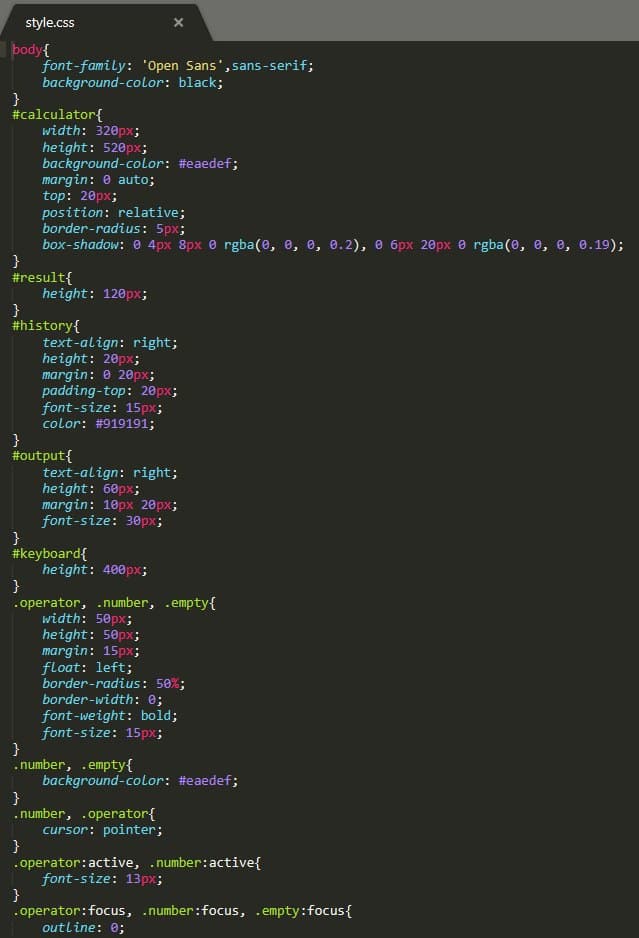 style.css ×
body{
    font-family: 'Open Sans',sans-serif;
    background-color: black;
}
#calculator{
    width: 320px;
    height: 520px;
    background-color: #eaedef;
    margin: 0 auto;
    top: 20px;
    position: relative;
    border-radius: 5px;
    box-shadow: 0 4px 8px 0 rgba(0, 0, 0, 0.2), 0 6px 20px 0 rgba(0, 0, 0, 0.19);
}
#result{
    height: 120px;
}
#history{
    text-align: right;
    height: 20px;
    margin: 0 20px;
    padding-top: 20px;
    font-size: 15px;
    color: #919191;
}
#output{
    text-align: right;
    height: 60px;
    margin: 10px 20px;
    font-size: 30px;
}
#keyboard{
    height: 400px;
}
.operator, .number, .empty{
    width: 50px;
    height: 50px;
    margin: 15px;
    float: left;
    border-radius: 50%;
    border-width: 0;
    font-weight: bold;
    font-size: 15px;
}
.number, .empty{
    background-color: #eaedef;
}
.number, .operator{
    cursor: pointer;
}
.operator:active, .number:active{
    font-size: 13px;
}
.operator:focus, .number:focus, .empty:focus{
    outline: 0;